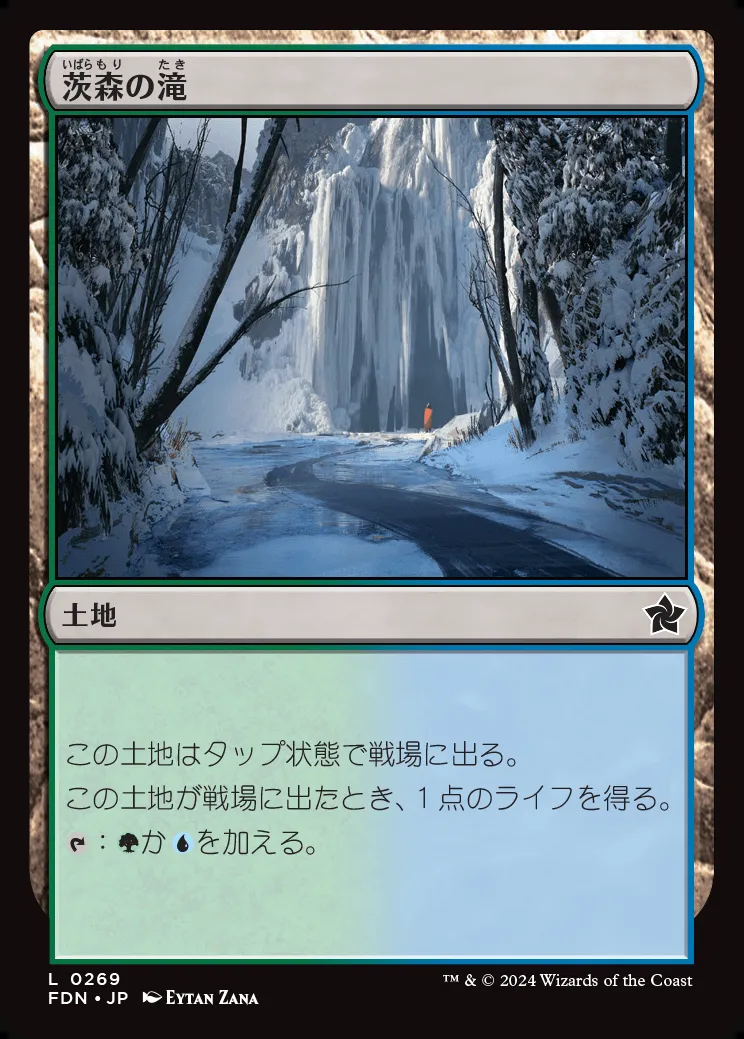 いばらもり たき
茨森の滝
土地
この土地はタップ状態で戦場に出る。
この土地が戦場に出たとき、1点のライフを得る。
：か を加える。
L 0269
™ & © 2024 Wizards of the Coast
FDN • JP EYTAN ZANA